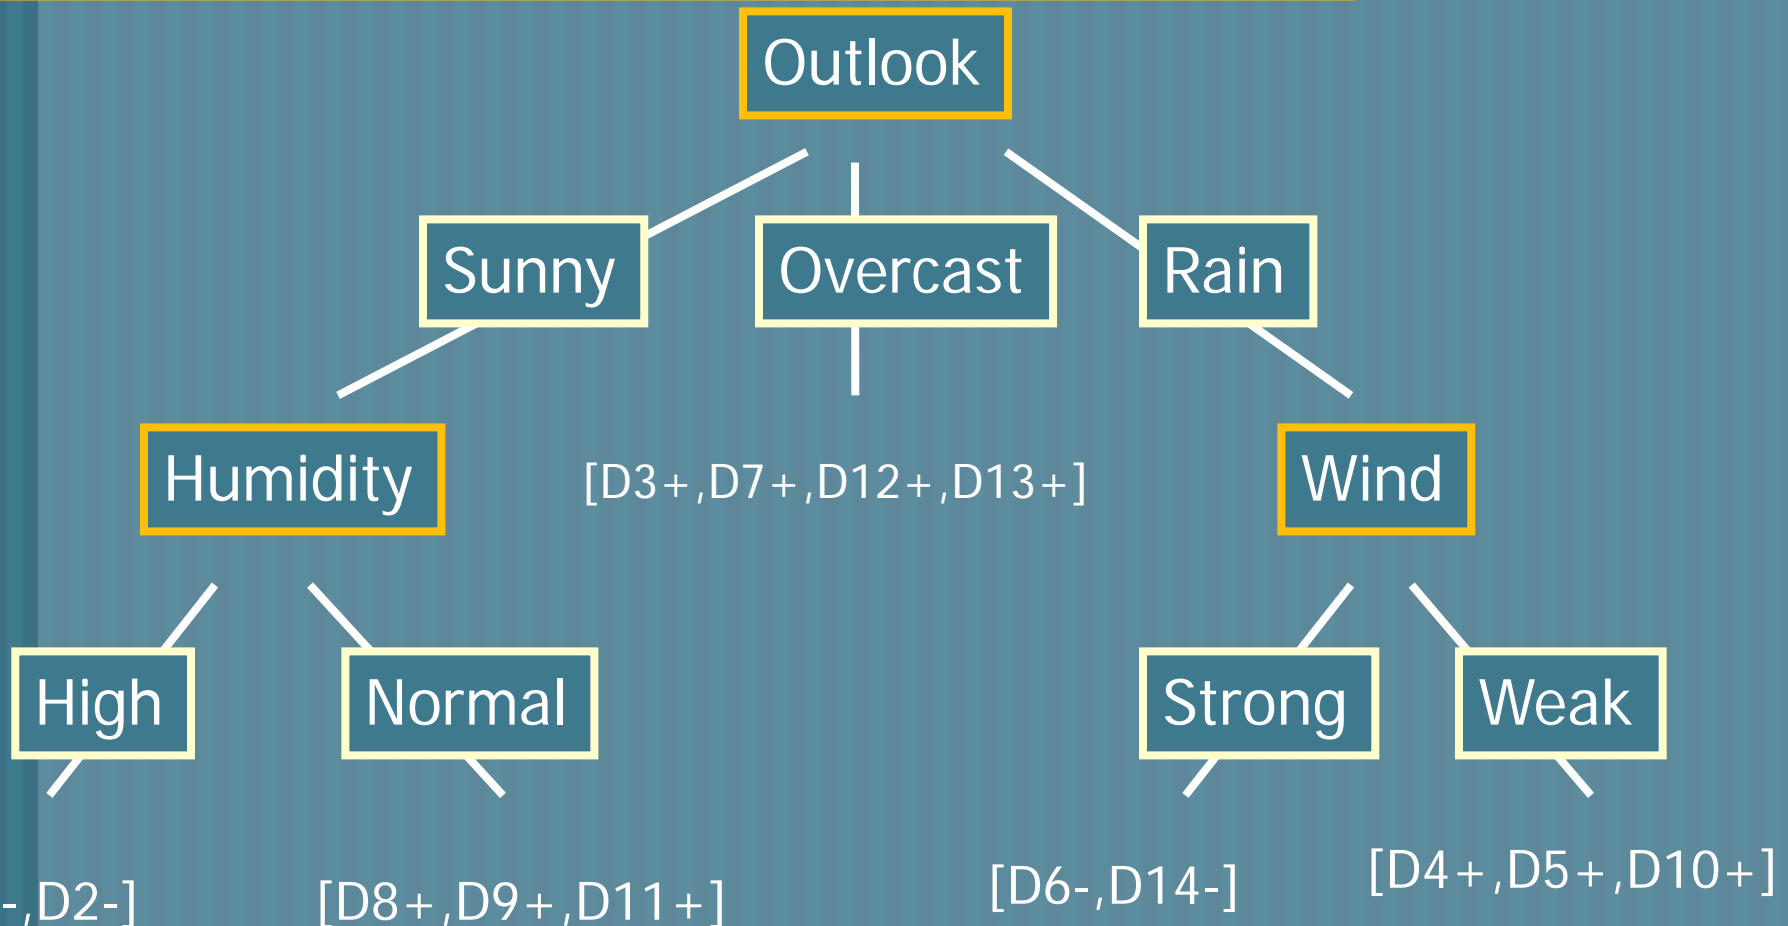 Outlook
Sunny Overcast Rain
Humidity [D3+,D7+,D12+,D13+] Wind
High Normal Strong Weak
-,D2-] [D8+,D9+,D11+] [D6-,D14-] [D4+,D5+,D10+]